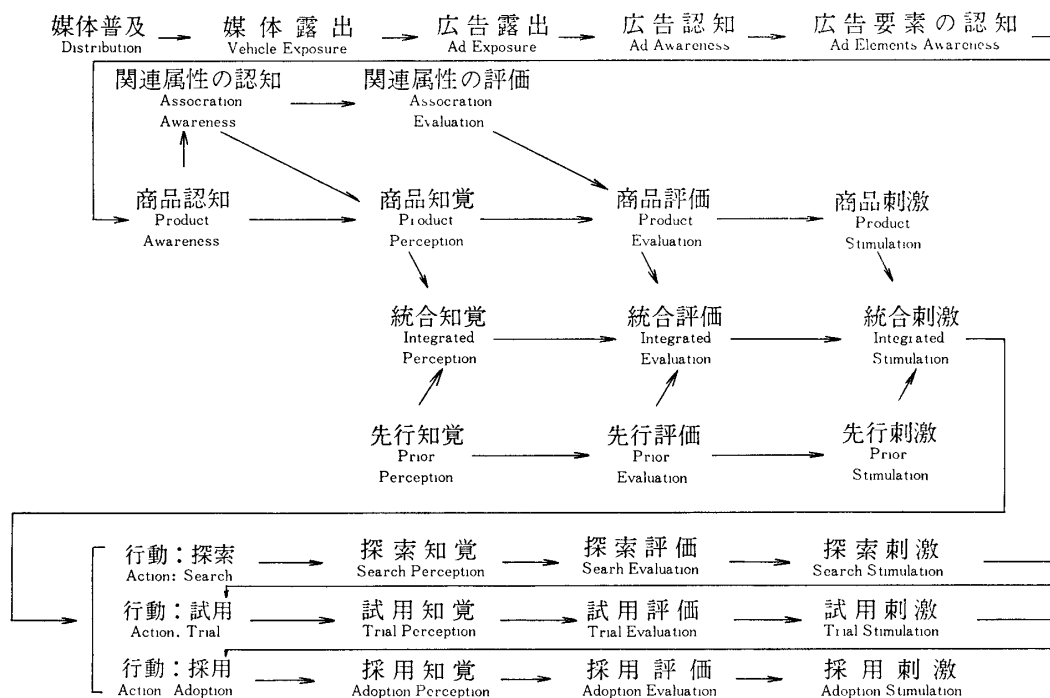 媒体普及 媒体露出 広告露出 広告認知 広告要素の認知
Distribution Vehicle Exposure Ad Exposure Ad Awareness Ad Elements Awareness
関連属性の認知 関連属性の評価
Assocration Assocration
Awareness Evaluation
商品認知 商品知覚 商品評価 商品刺激
Product Product Product Product
Awareness Perception Evaluation Stimulation
統合知覚 統合評価 統合刺激
Integrated Integrated Integrated
Perception Evaluation Stimulation
先行知覚 先行評価 先行刺激
Prior Prior Prior
Perception Evaluation Stimulation
行動：探索 探索知覚 探索評価 探索刺激
Action: Search Search Perception Searh Evaluation Search Stimulation
行動：試用 試用知覚 試用評価 試用刺激
Action. Trial Trial Perception Trial Evaluation Trial Stimulation
行動：採用 採用知覚 採用評価 採用刺激
Action Adoption Adoption Perception Adoption Evaluation Adoption Stimulation